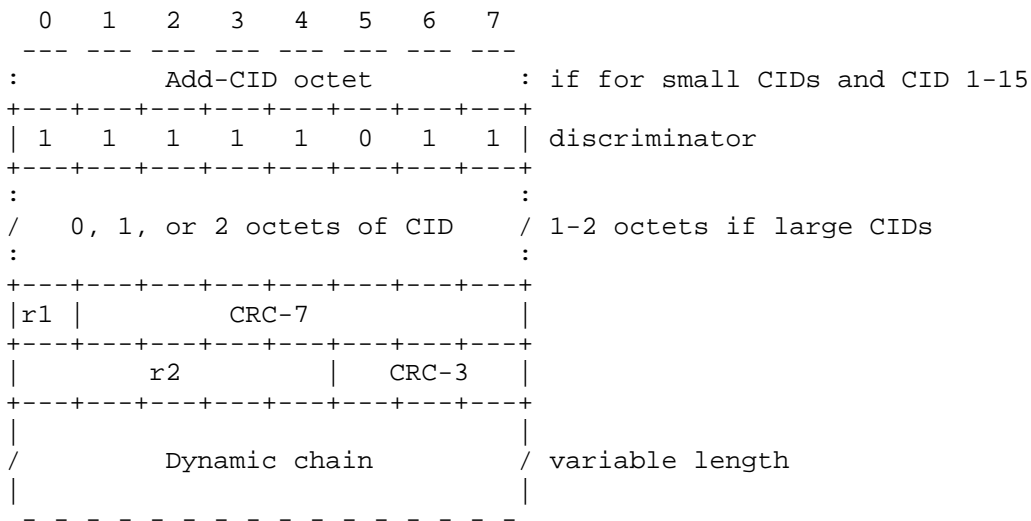 0   1   2   3   4   5   6   7
 --- --- --- --- --- --- --- ---
:         Add-CID octet         : if for small CIDs and CID 1-15
+---+---+---+---+---+---+---+---+
| 1   1   1   1   1   0   1   1 | discriminator
+---+---+---+---+---+---+---+---+
:                               :
/   0, 1, or 2 octets of CID    / 1-2 octets if large CIDs
:                               :
+---+---+---+---+---+---+---+---+
|r1 |         CRC-7             |
+---+---+---+---+---+---+---+---+
|        r2         |   CRC-3   |
+---+---+---+---+---+---+---+---+
|                               |
/         Dynamic chain         / variable length
|                               |
 - - - - - - - - - - - - - - - -